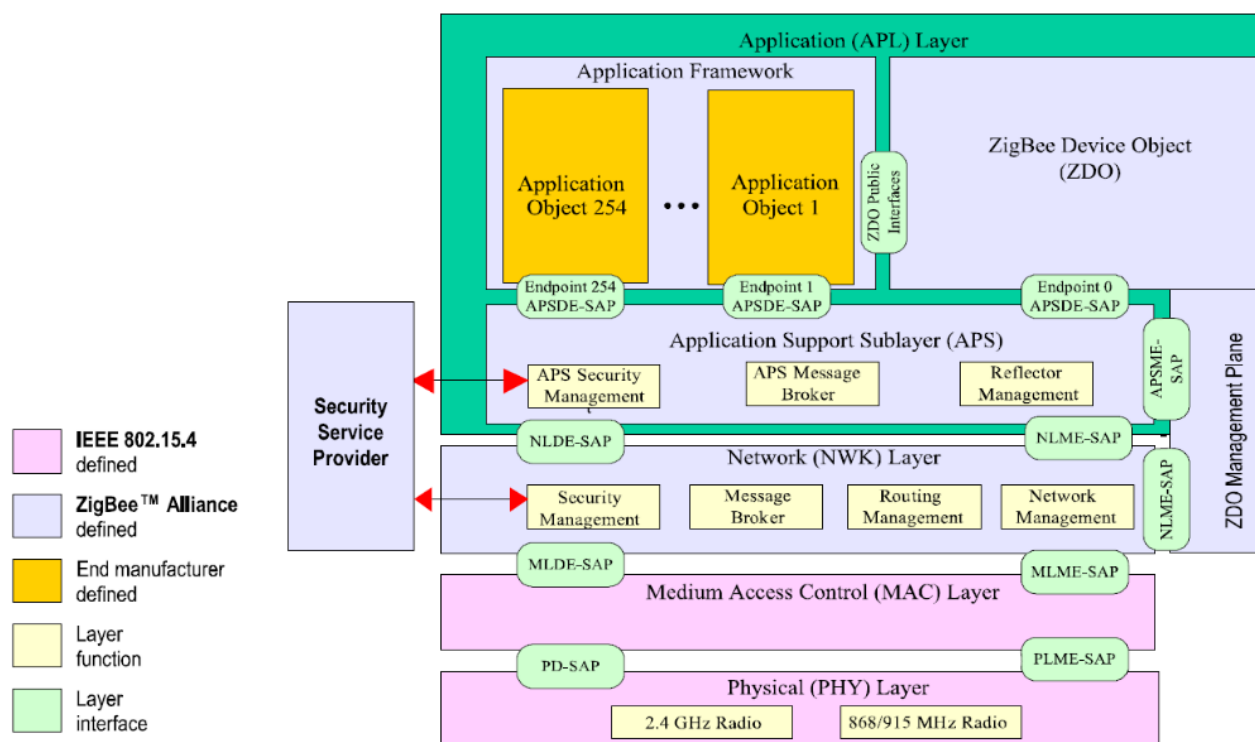 Application (APL) Layer
Application Framework
Application
Object 254
...
Application
Object 1
ZDO Public
Interfaces
ZigBee Device Object
(ZDO)
Endpoint 254
APSDE-SAP
Endpoint 1
APSDE-SAP
Endpoint 0
APSDE-SAP
Application Support Sublayer (APS)
APS Security
Management
APS Message
Broker
Reflector
Management
APSME-
SAP
Security
Service
Provider
NLDE-SAP
NLME-SAP
Network (NWK) Layer
Security
Management
Message
Broker
Routing
Management
Network
Management
NLME-SAP
ZDO Management Plane
MLDE-SAP
MLME-SAP
Medium Access Control (MAC) Layer
PD-SAP
PLME-SAP
Physical (PHY) Layer
2.4 GHz Radio
868/915 MHz Radio
IEEE 802.15.4
defined
ZigBee™ Alliance
defined
End manufacturer
defined
Layer
function
Layer
interface